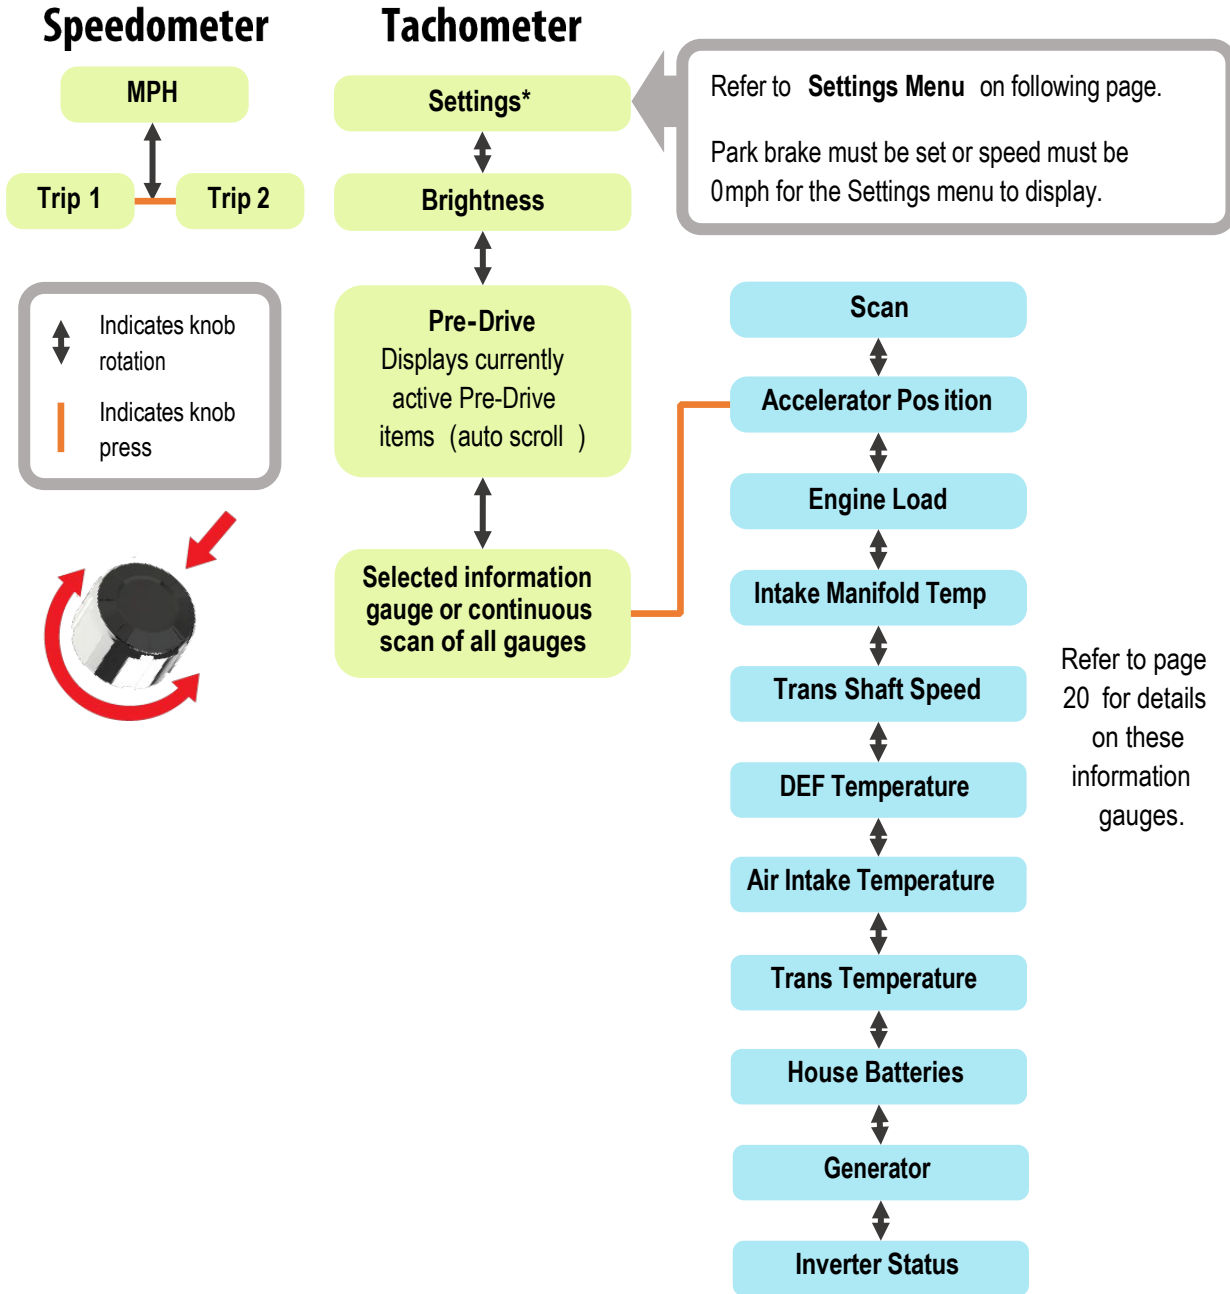 Speedometer
Tachometer
MPH
Trip 1
Trip 2
Indicates knob
rotation
Indicates knob
press
Settings*
Brightness
Pre-Drive
Displays currently
active Pre-Drive
items (auto scroll )
Selected information
gauge or continuous
scan of all gauges
Refer to Settings Menu on following page.
Park brake must be set or speed must be
0mph for the Settings menu to display.
Scan
Accelerator Pos ition
Engine Load
Intake Manifold Temp
Trans Shaft Speed
DEF Temperature
Air Intake Temperature
Trans Temperature
House Batteries
Generator
Inverter Status
Refer to page
20 for details
on these
information
gauges.